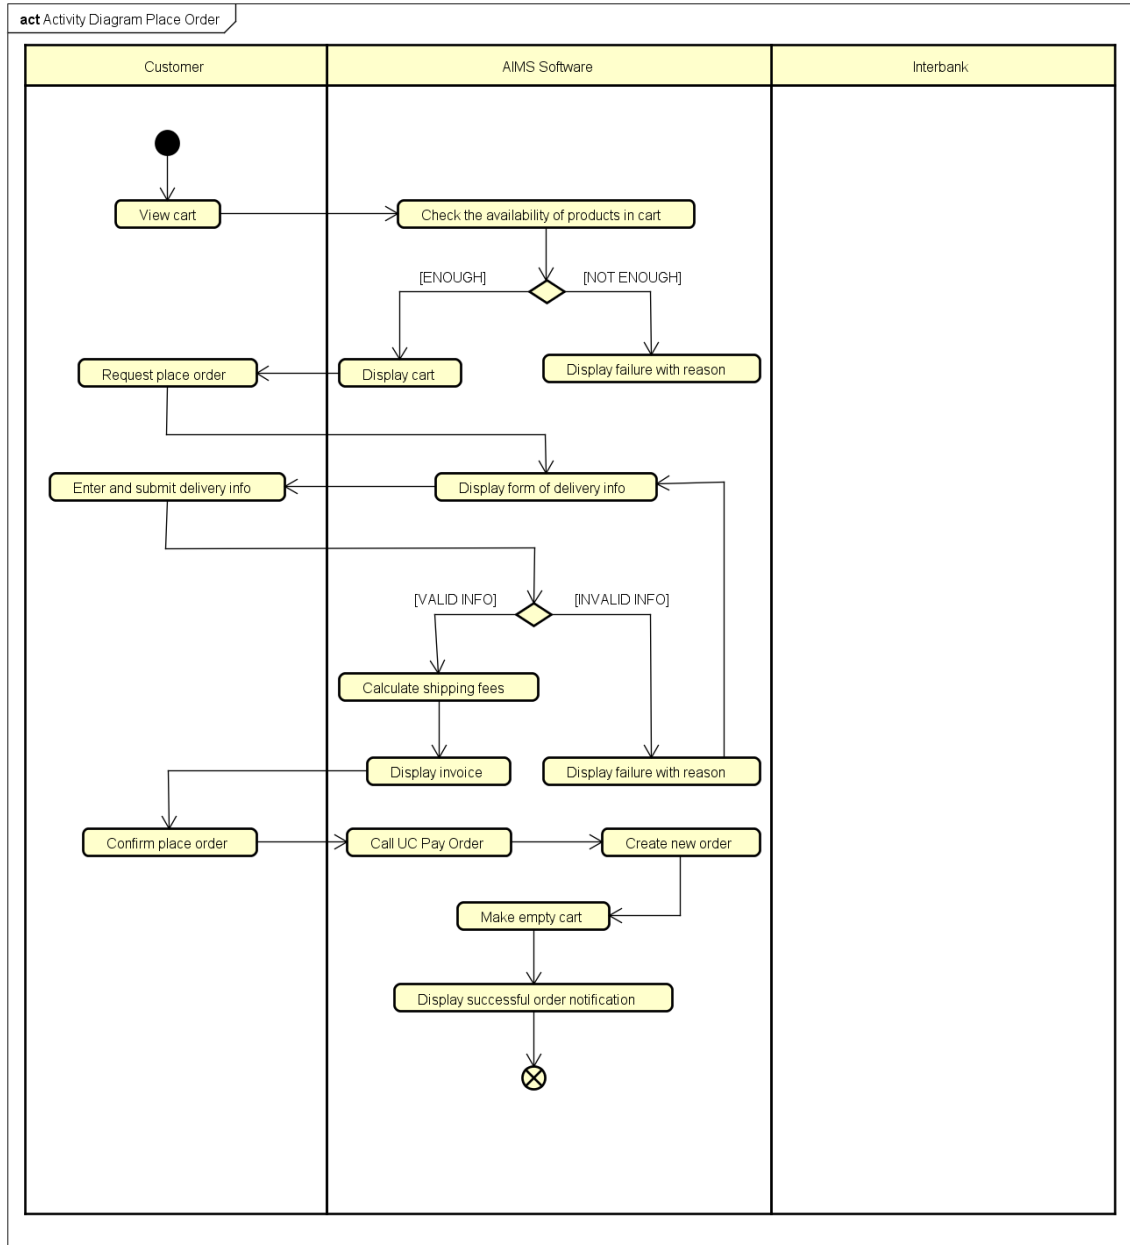 act Activity Diagram Place Order
Customer
AIMS Software
Interbank
View cart
Check the availability of products in cart
[ENOUGH]
[NOT ENOUGH]
Request place order
Display cart
Display failure with reason
Enter and submit delivery info
Display form of delivery info
[VALID INFO]
[INVALID INFO]
Calculate shipping fees
Display invoice
Display failure with reason
Confirm place order
Call UC Pay Order
Create new order
Make empty cart
Display successful order notification